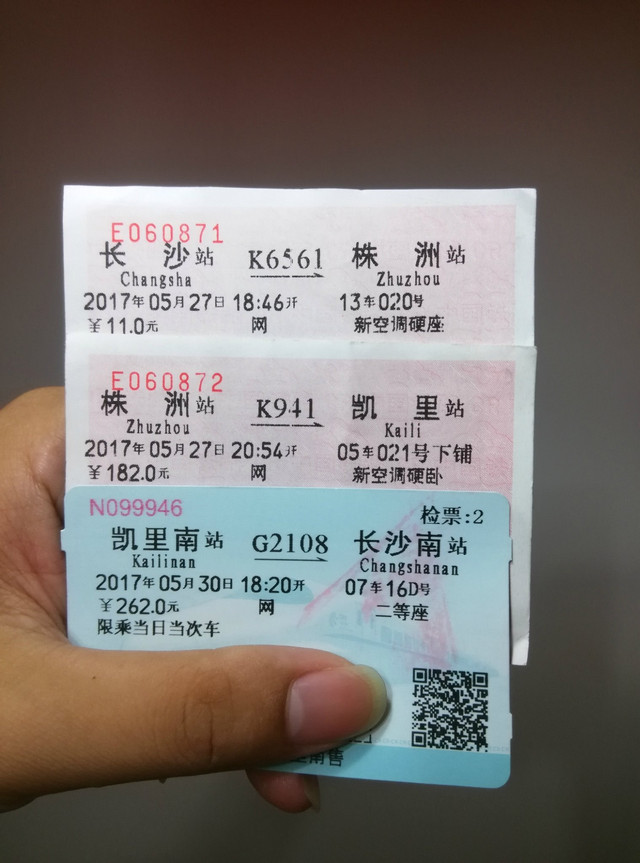 E060871
长沙站 K6561 株洲站
Changsha Zhuzhou
2017年05月27日 18:46开 13车020号
￥11.0元 网 新空调硬座
E060872
株洲站 K941 凯里站
Zhuzhou Kaili
2017年05月27日 20:54开 05车021号下铺
￥182.0元 网 新空调硬卧
N099946 检票:2
凯里南站 G2108 长沙南站
Kailinan Changshanan
2017年05月30日 18:20开 07车16D号
￥262.0元 网 二等座
限乘当日当次车